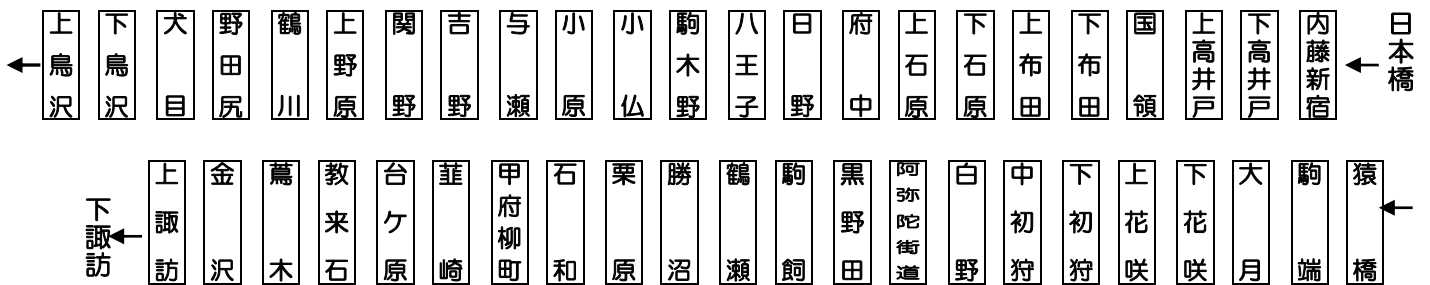 日本橋
内藤新宿
下高井戸
上高井戸
国領
下布田
上布田
下石原
上石原
府中
日野
八王子
駒木野
小仏
小原
与瀬
吉野
関野
上野原
鶴川
野田尻
犬目
下鳥沢
上鳥沢
猿橋
駒端
大月
下花咲
上花咲
下初狩
中初狩
白野
阿弥陀街道
黒野田
駒飼
鶴瀬
勝沼
栗原
石和
甲府柳町
韮崎
台ケ原
教来石
蔦木
金沢
上諏訪
下諏訪